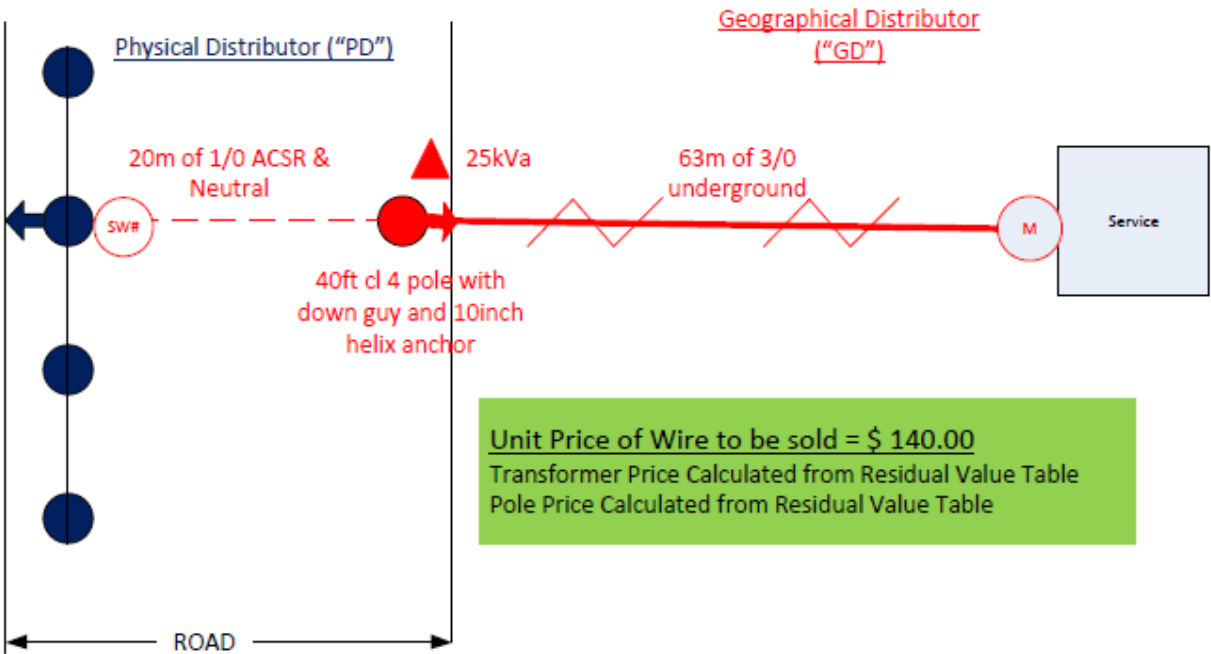 Physical Distributor (“PD”)
Geographical Distributor
(“GD”)
20m of 1/0 ACSR &
Neutral
25kVa
63m of 3/0
underground
SW#
M
Service
40ft cl 4 pole with
down guy and 10inch
helix anchor
Unit Price of Wire to be sold = $ 140.00
Transformer Price Calculated from Residual Value Table
Pole Price Calculated from Residual Value Table
ROAD